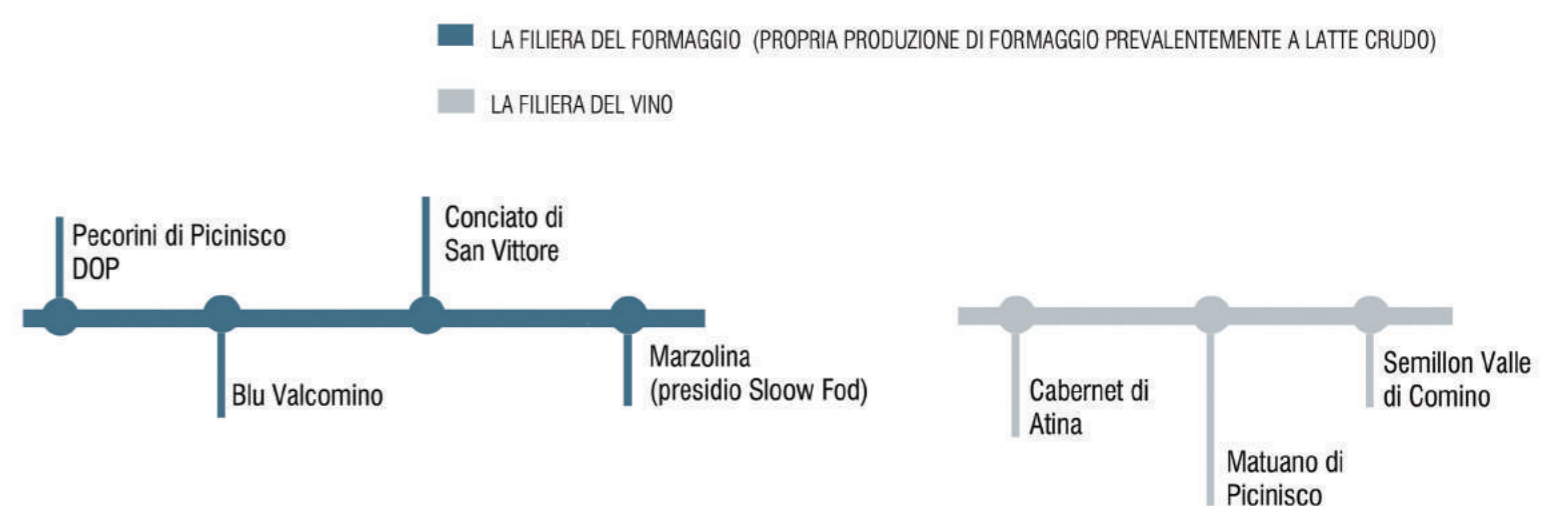 LA FILIERA DEL FORMAGGIO (PROPRIA PRODUZIONE DI FORMAGGIO PREVALENTEMENTE A LATTE CRUDO)
LA FILIERA DEL VINO
Pecorini di Picinisco
DOP
Conciato di
San Vittore
Blu Valcomino
Marzolina
(presidio Sloow Fod)
Cabernet di
Atina
Matuano di
Picinisco
Semillon Valle
di Comino